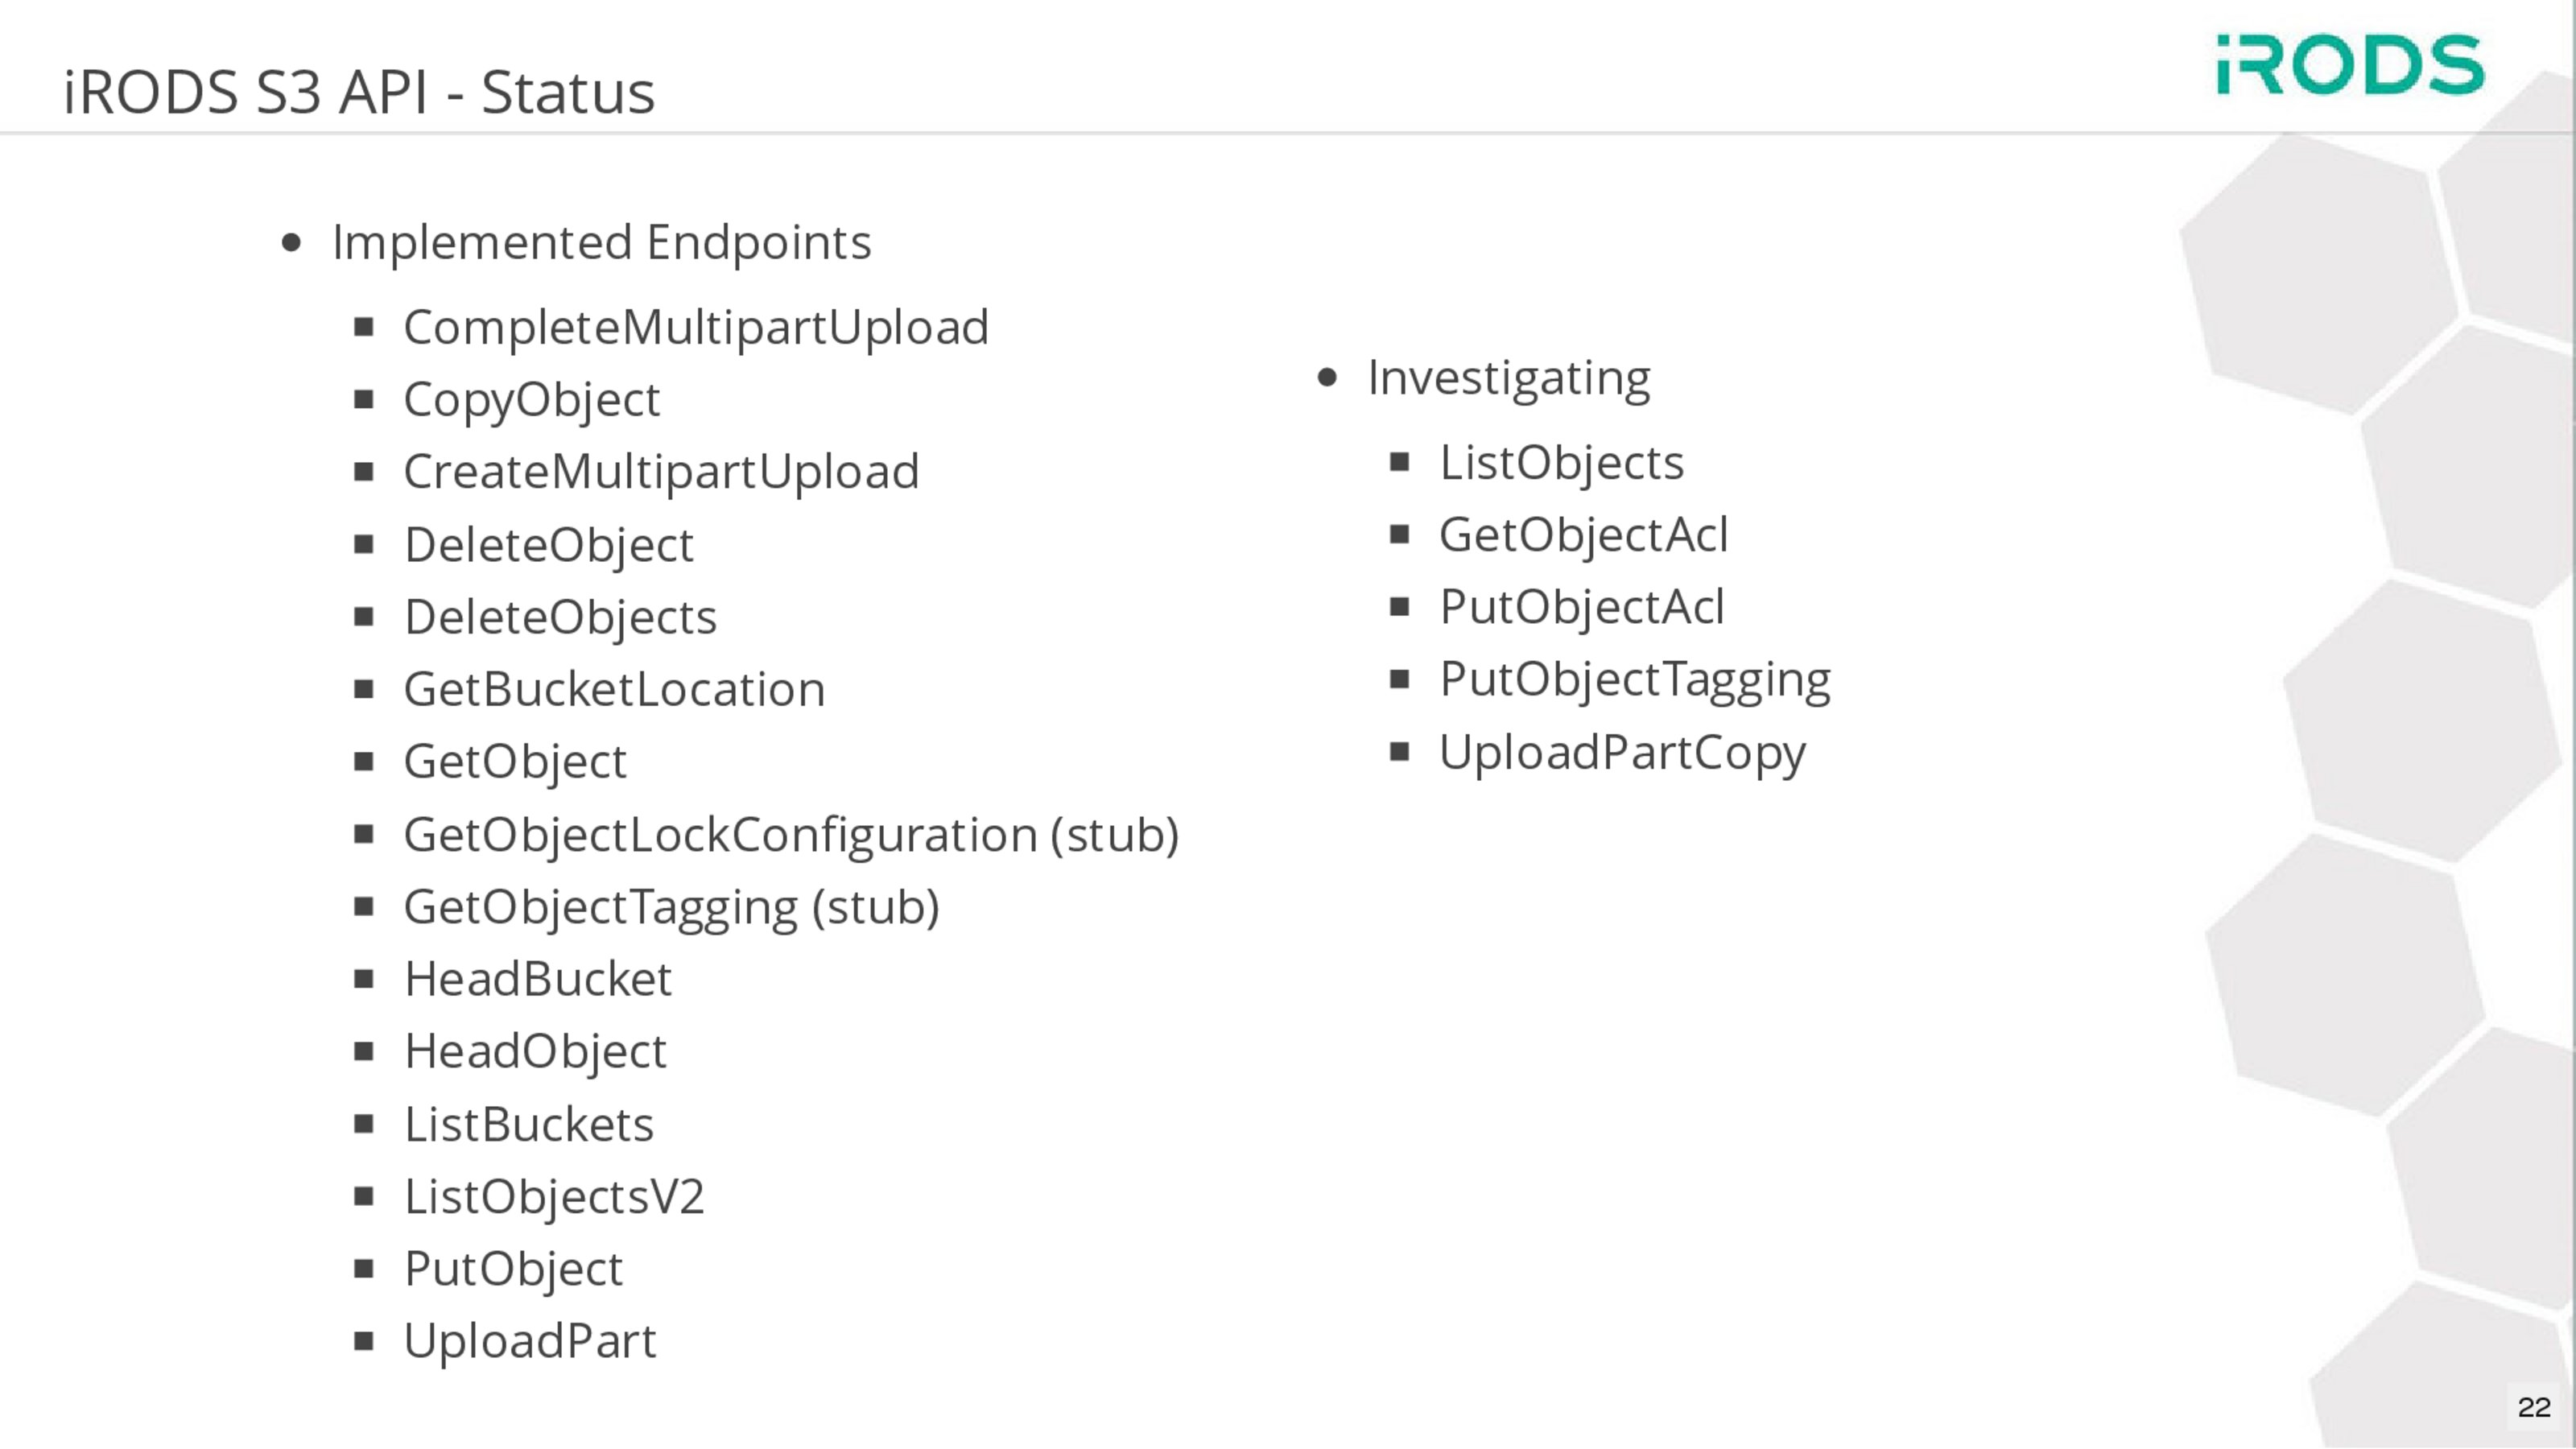 iRODS S3 API - Status
iRODS
Implemented Endpoints
CompleteMultipartUpload
CopyObject
CreateMultipartUpload
DeleteObject
DeleteObjects
GetBucketLocation
GetObject
GetObjectLockConfiguration (stub)
GetObjectTagging (stub)
HeadBucket
HeadObject
ListBuckets
ListObjectsV2
PutObject
UploadPart
Investigating
ListObjects
GetObjectAcl
PutObjectAcl
PutObjectTagging
UploadPartCopy
22